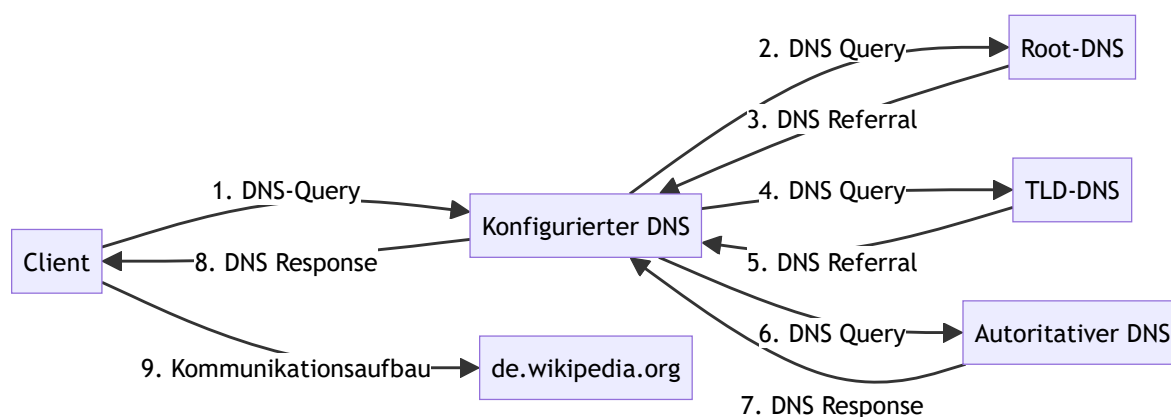 2. DNS Query
Root-DNS
3. DNS Referral
1. DNS-Query
4. DNS Query
TLD-DNS
Konfigurierter DNS
Client
8. DNS Response
5. DNS Referral
6. DNS Query
Autoritativer DNS
9. Kommunikationsaufbau
de.wikipedia.org
7. DNS Response